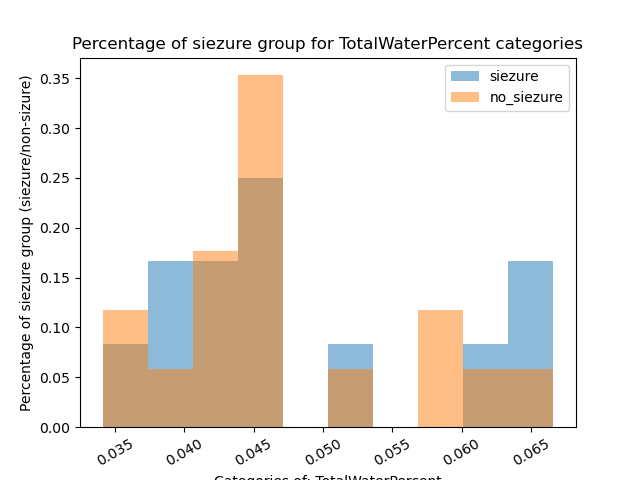 Percentage of siezure group for TotalWaterPercent categories
siezure
no_siezure
Percentage of siezure group (siezure/non-sizure)
0.35
0.30
0.25
0.20
0.15
0.10
0.05
0.00
0.035 0.040 0.045 0.050 0.055 0.060 0.065
Categories of: TotalWaterPercent